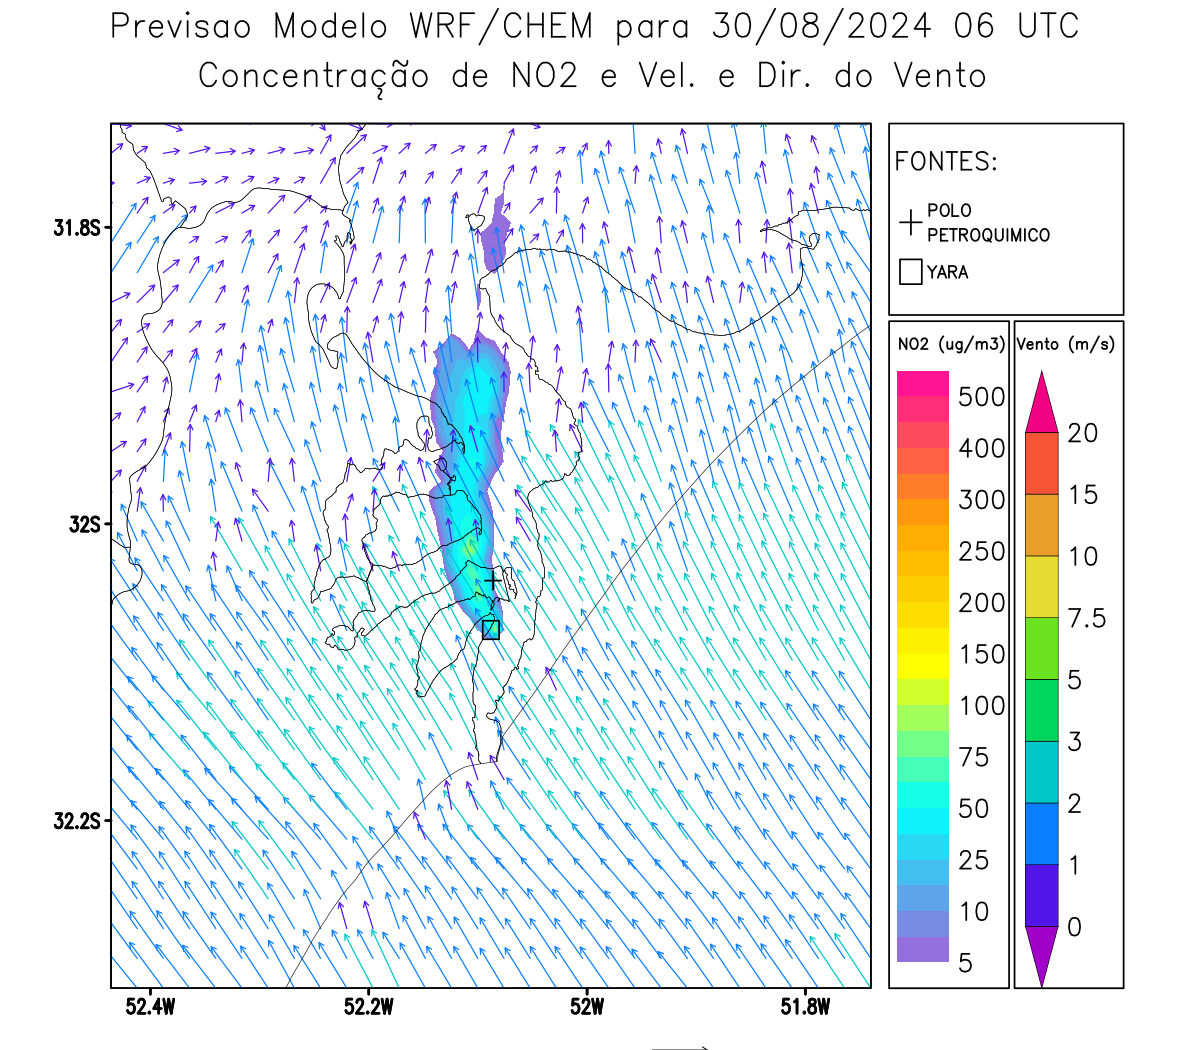 Previsao Modelo WRF/CHEM para 30/08/2024 06 UTC
Concentração de NO2 e Vel. e Dir. do Vento
FONTES:
POLO
PETROQUIMICO
YARA
31.8S
32S
32.2S
52.4W
52.2W
52W
51.8W
NO2 (ug/m3)
500
400
300
250
200
150
100
75
50
25
10
5
Vento (m/s)
20
15
10
7.5
5
3
2
1
0